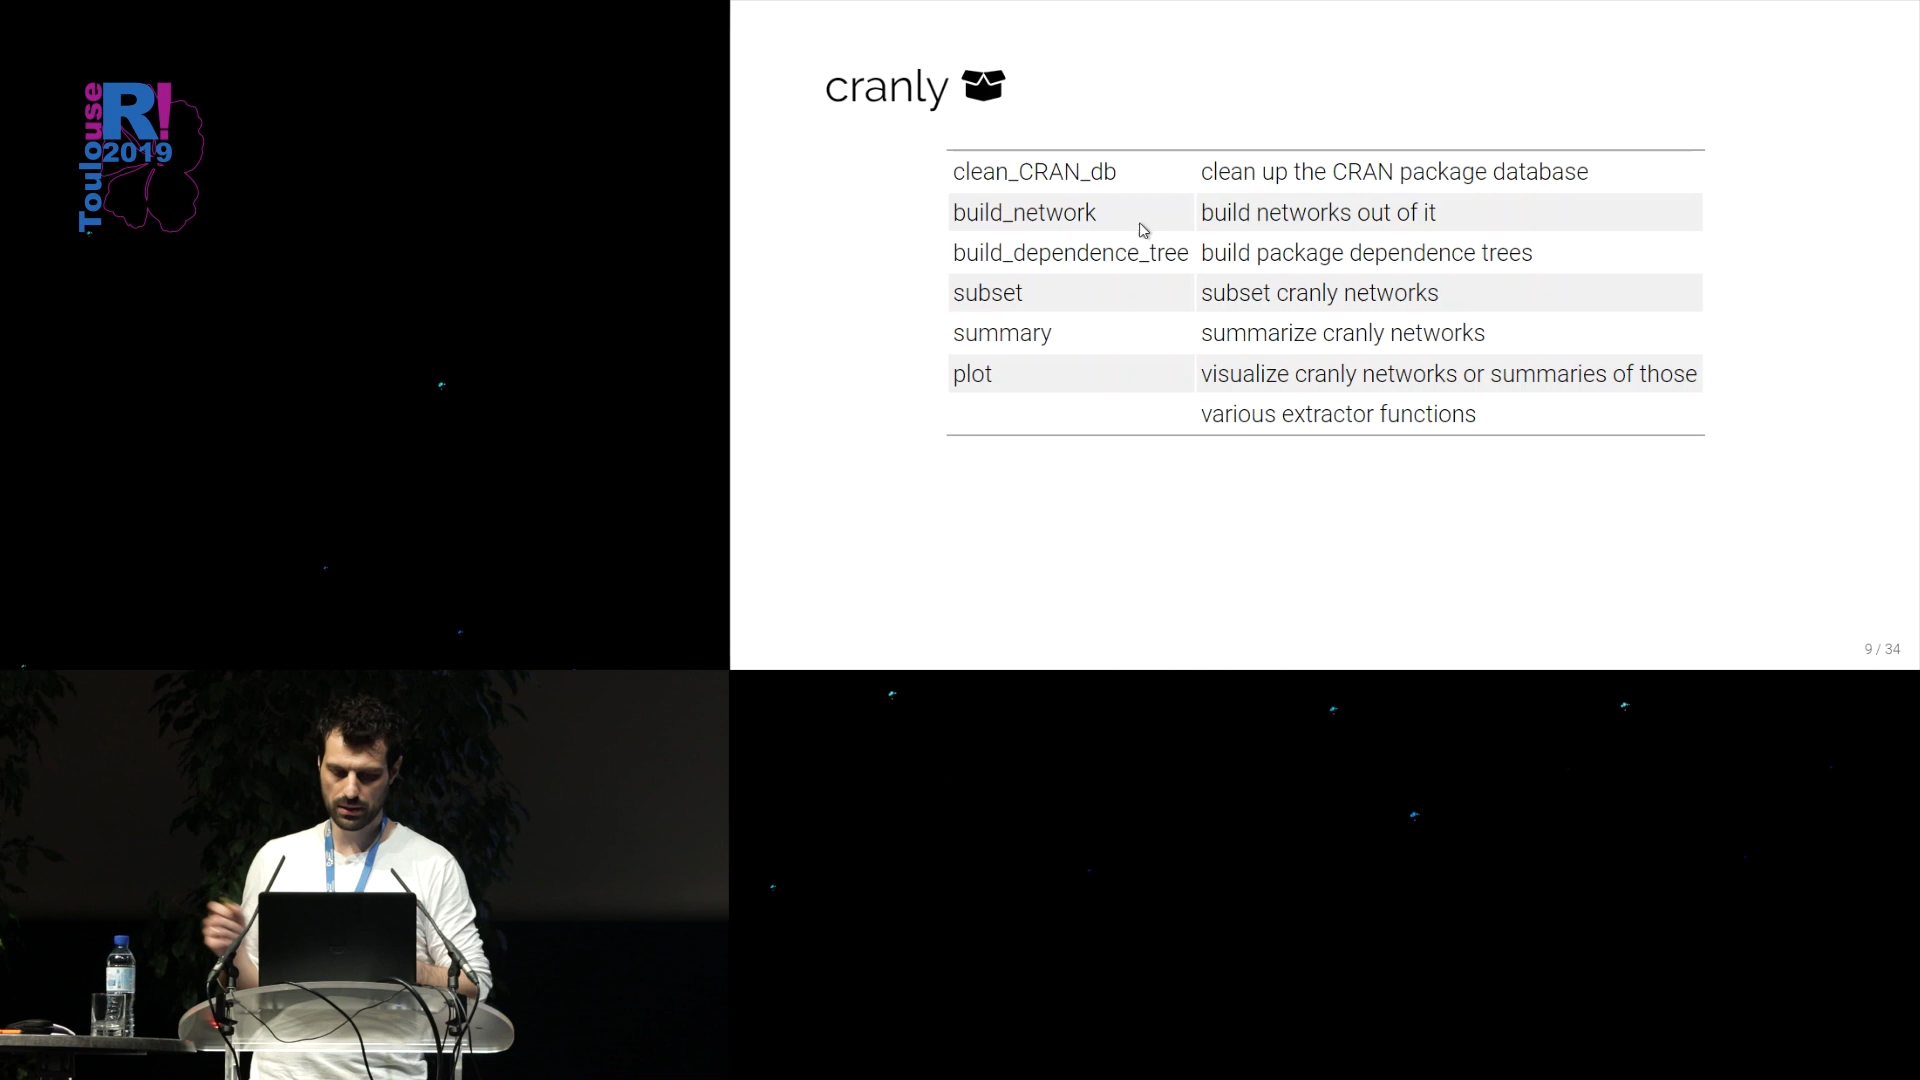 Toulouse
R!
2019
cranly
clean_CRAN_db clean up the CRAN package database
build_network build networks out of it
build_dependence_tree build package dependence trees
subset subset cranly networks
summary summarize cranly networks
plot visualize cranly networks or summaries of those
various extractor functions
9 / 34